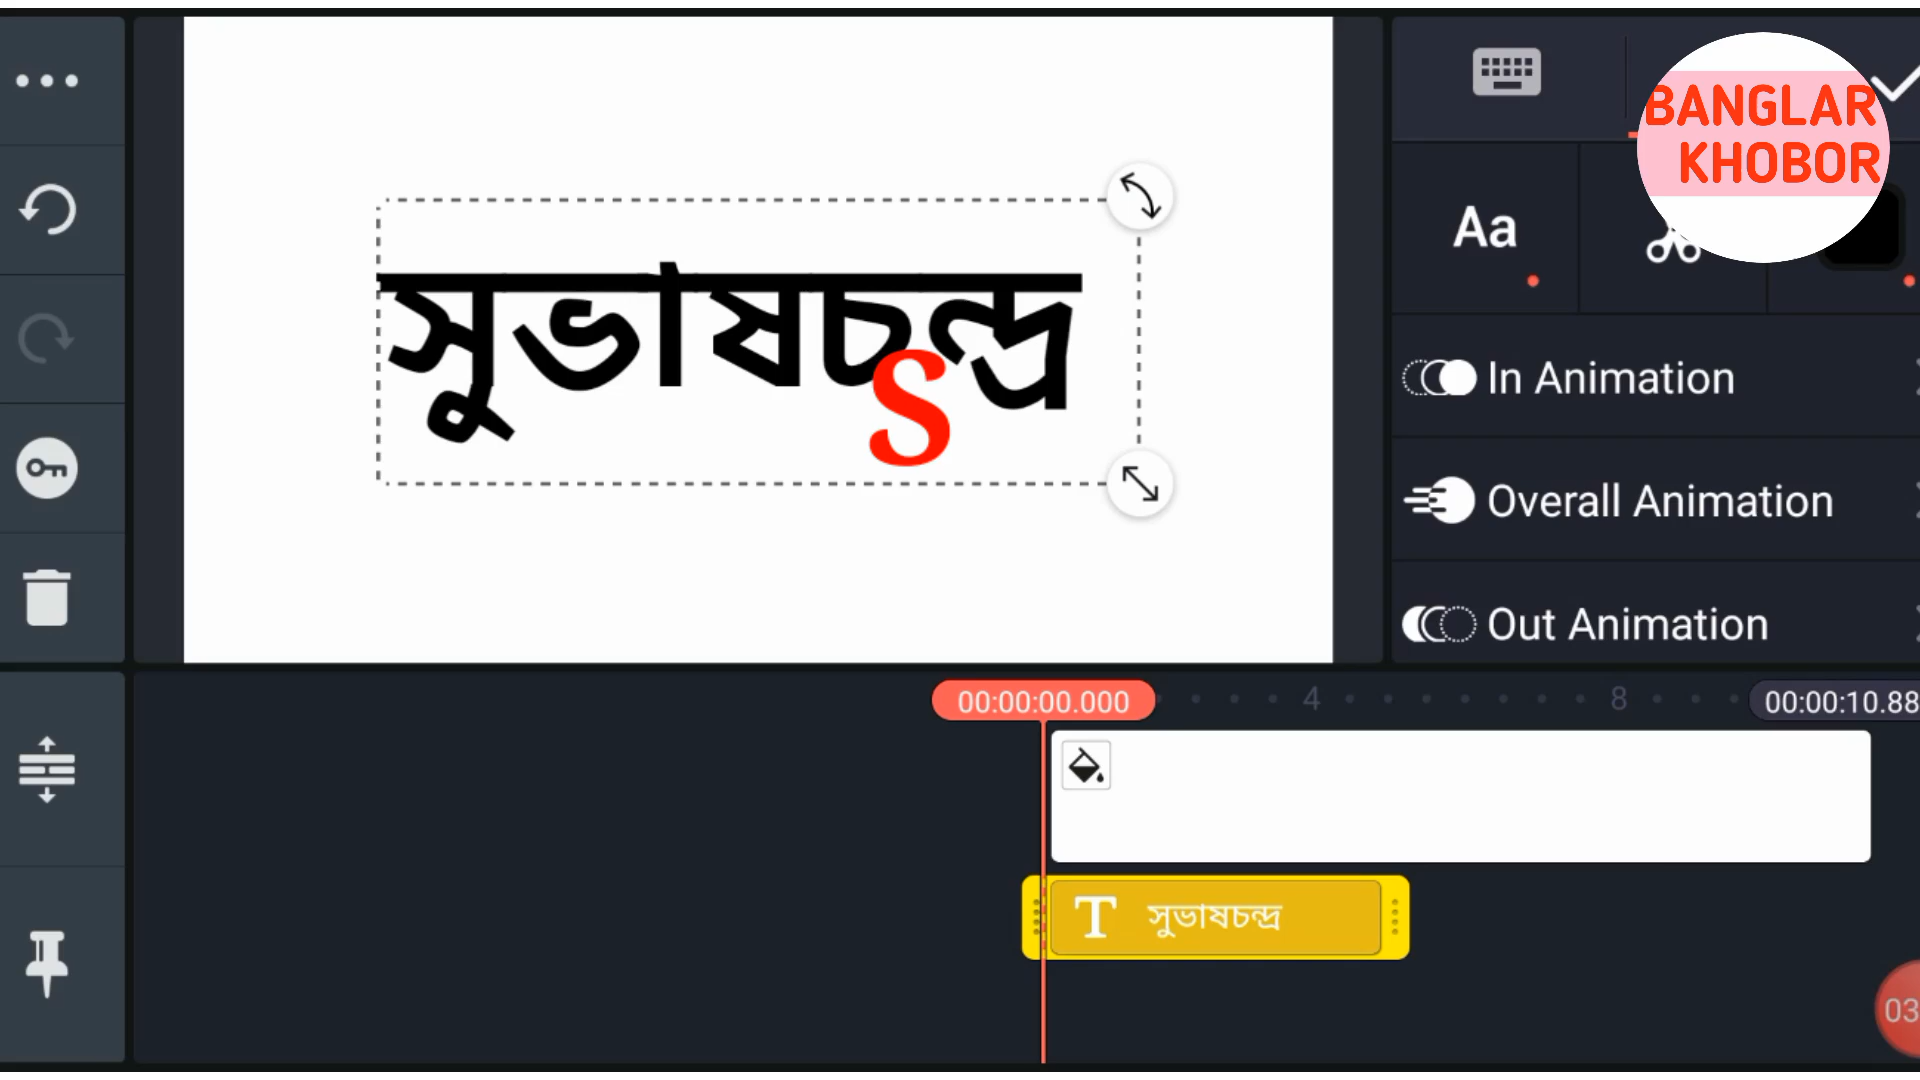 BANGLAR
KHOBOR
Aa
সুভাষচন্দ্র
S
In Animation
Overall Animation
Out Animation
00:00:00.000
4
8
00:00:10.88
T সুভাষচন্দ্র
03